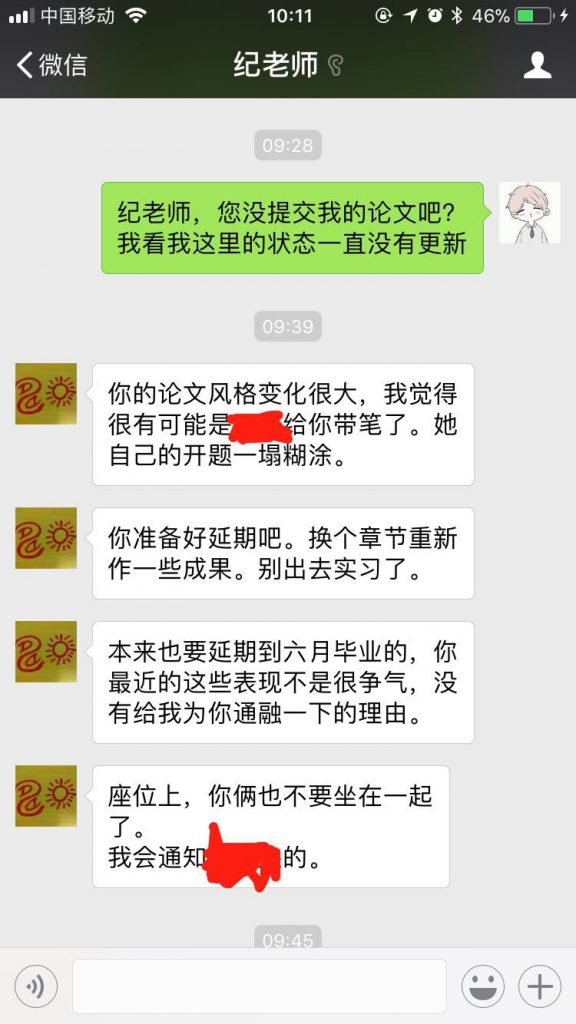 中国移动 10:11 46%
微信 纪老师
09:28
纪老师，您没提交我的论文吧？
我看我这里的状态一直没有更新
09:39
你的论文风格变化很大，我觉得
很有可能是 给你带笔了。她
自己的开题一塌糊涂。
你准备好延期吧。换个章节重新
作一些成果。别出去实习了。
本来也要延期到六月毕业的，你
最近的这些表现不是很争气，没
有给我为你通融一下的理由。
座位上，你俩也不要坐在一起
了。
我会通知 的。
09:45